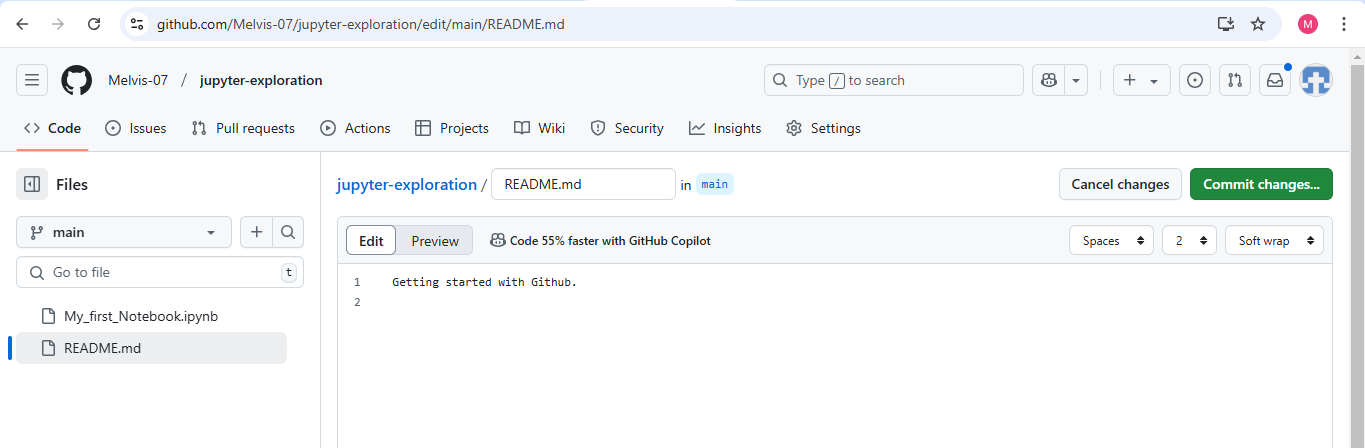 github.com/Melvis-07/jupyter-exploration/edit/main/README.md
M
Melvis-07 / jupyter-exploration
Type / to search
Code Issues Pull requests Actions Projects Wiki Security Insights Settings
Files
jupyter-exploration / README.md in main
Cancel changes Commit changes...
main
Edit Preview Code 55% faster with GitHub Copilot
Spaces 2 Soft wrap
Go to file t
1 Getting started with Github.
2
My_first_Notebook.ipynb
README.md